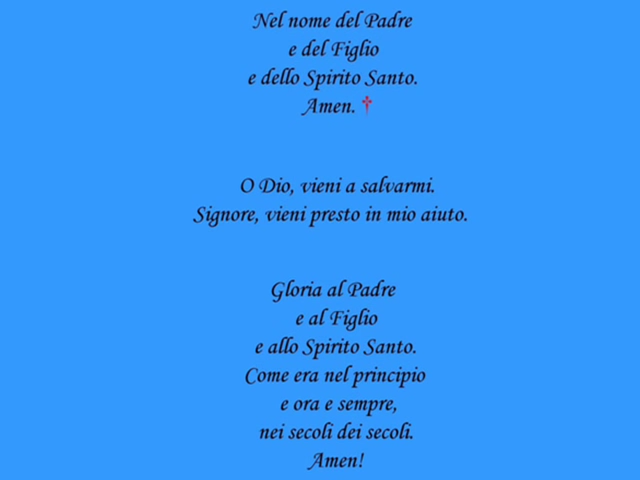 Nel nome del Padre
e del Figlio
e dello Spirito Santo.
Amen. †
O Dio, vieni a salvarmi.
Signore, vieni presto in mio aiuto.
Gloria al Padre
e al Figlio
e allo Spirito Santo.
Come era nel principio
e ora e sempre,
nei secoli dei secoli.
Amen!